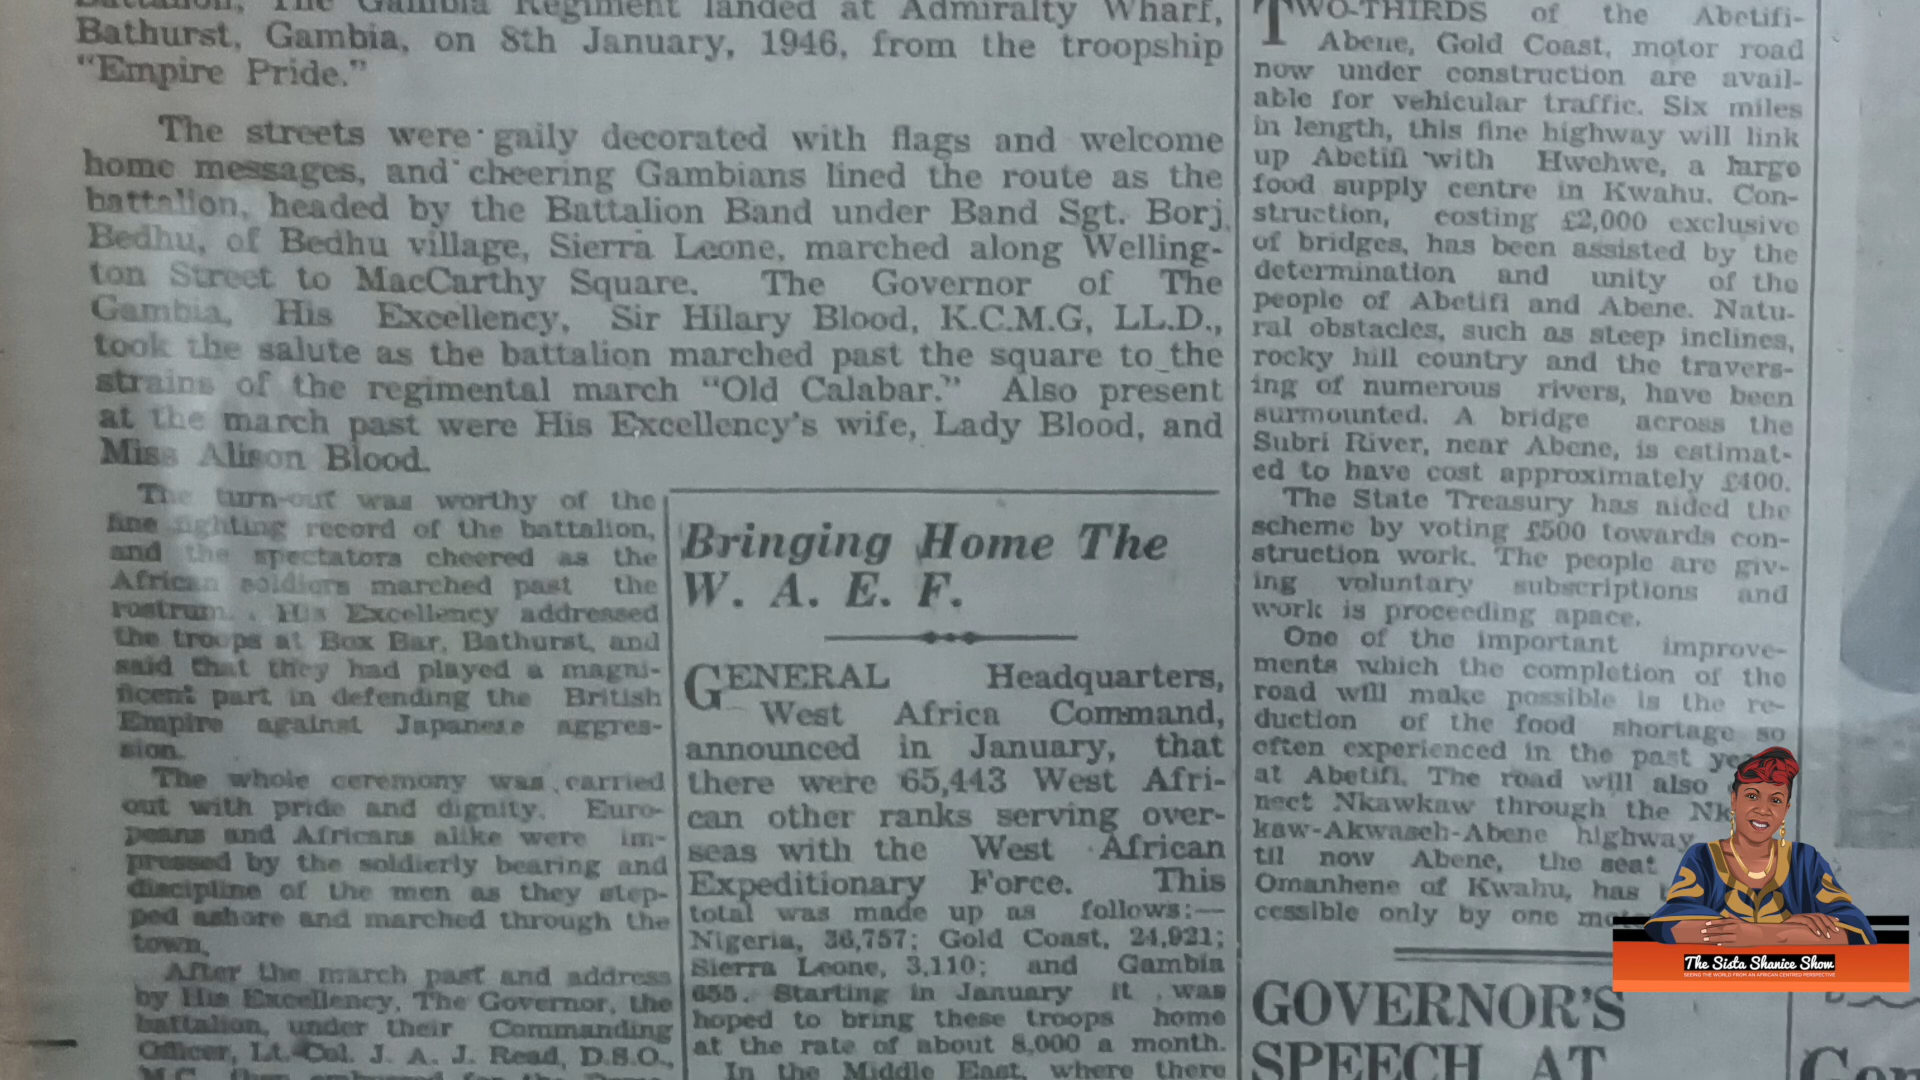 Battalion, The Gambia Regiment landed at Admiralty Wharf,
Bathurst, Gambia, on 8th January, 1946, from the troopship
"Empire Pride."
The streets were gaily decorated with flags and welcome
home messages, and cheering Gambians lined the route as the
battalion, headed by the Battalion Band under Band Sgt. Borj.
Bedhu, of Bedhu village, Sierra Leone, marched along Welling-
ton Street to MacCarthy Square. The Governor of The
Gambia, His Excellency, Sir Hilary Blood, K.C.M.G, LL.D.,
took the salute as the battalion marched past the square to the
strains of the regimental march "Old Calabar." Also present
at the march past were His Excellency's wife, Lady Blood, and
Miss Alison Blood.
The turn-out was worthy of the
fine fighting record of the battalion,
and the spectators cheered as the
African soldiers marched past the
rostrum. His Excellency addressed
the troops at Box Bar, Bathurst, and
said that they had played a magni-
ficent part in defending the British
Empire against Japanese aggres-
sion.
The whole ceremony was carried
out with pride and dignity. Euro-
peans and Africans alike were im-
pressed by the soldierly bearing and
discipline of the men as they step-
ped ashore and marched through the
town.
After the march past and address
by His Excellency, The Governor, the
battalion, under their Commanding
Officer, Lt.-Col. J. A. J. Read, D.S.O.,
M.C.
Bringing Home The
W. A. E. F.
GENERAL Headquarters,
West Africa Command,
announced in January, that
there were 65,443 West Afri-
can other ranks serving over-
seas with the West African
Expeditionary Force. This
total was made up as follows:—
Nigeria, 36,757; Gold Coast, 24,921;
Sierra Leone, 3,110; and Gambia
655. Starting in January it was
hoped to bring these troops home
at the rate of about 8,000 a month.
In the Middle East, where there
TWO-THIRDS of the Abetifi-
Abene, Gold Coast, motor road
now under construction are avail-
able for vehicular traffic. Six miles
in length, this fine highway will link
up Abetifi with Hwehwe, a large
food supply centre in Kwahu. Con-
struction, costing £2,000 exclusive
of bridges, has been assisted by the
determination and unity of the
people of Abetifi and Abene. Natu-
ral obstacles, such as steep inclines,
rocky hill country and the travers-
ing of numerous rivers, have been
surmounted. A bridge across the
Subri River, near Abene, is estimat-
ed to have cost approximately £400.
The State Treasury has aided the
scheme by voting £500 towards con-
struction work. The people are giv-
ing voluntary subscriptions and
work is proceeding apace.
One of the important improve-
ments which the completion of the
road will make possible is the re-
duction of the food shortage so
often experienced in the past
at Abetifi. The road will also
nect Nkawkaw through the Nk
kaw-Akwaseh-Abene highway
til now Abene, the seat
Omanhene of Kwahu, has
cessible only by one
GOVERNOR'S
SPEECH AT
The Sista Shanice Show
SEEING THE WORLD FROM AN AFRICAN CENTRED PERSPECTIVE